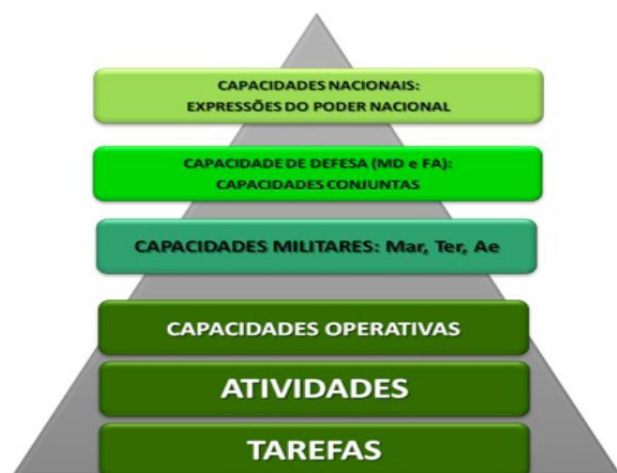 CAPACIDADES NACIONAIS:
EXPRESSÕES DO PODER NACIONAL
CAPACIDADE DE DEFESA (MD e FA):
CAPACIDADES CONJUNTAS
CAPACIDADES MILITARES: Mar, Ter, Ae
CAPACIDADES OPERATIVAS
ATIVIDADES
TAREFAS